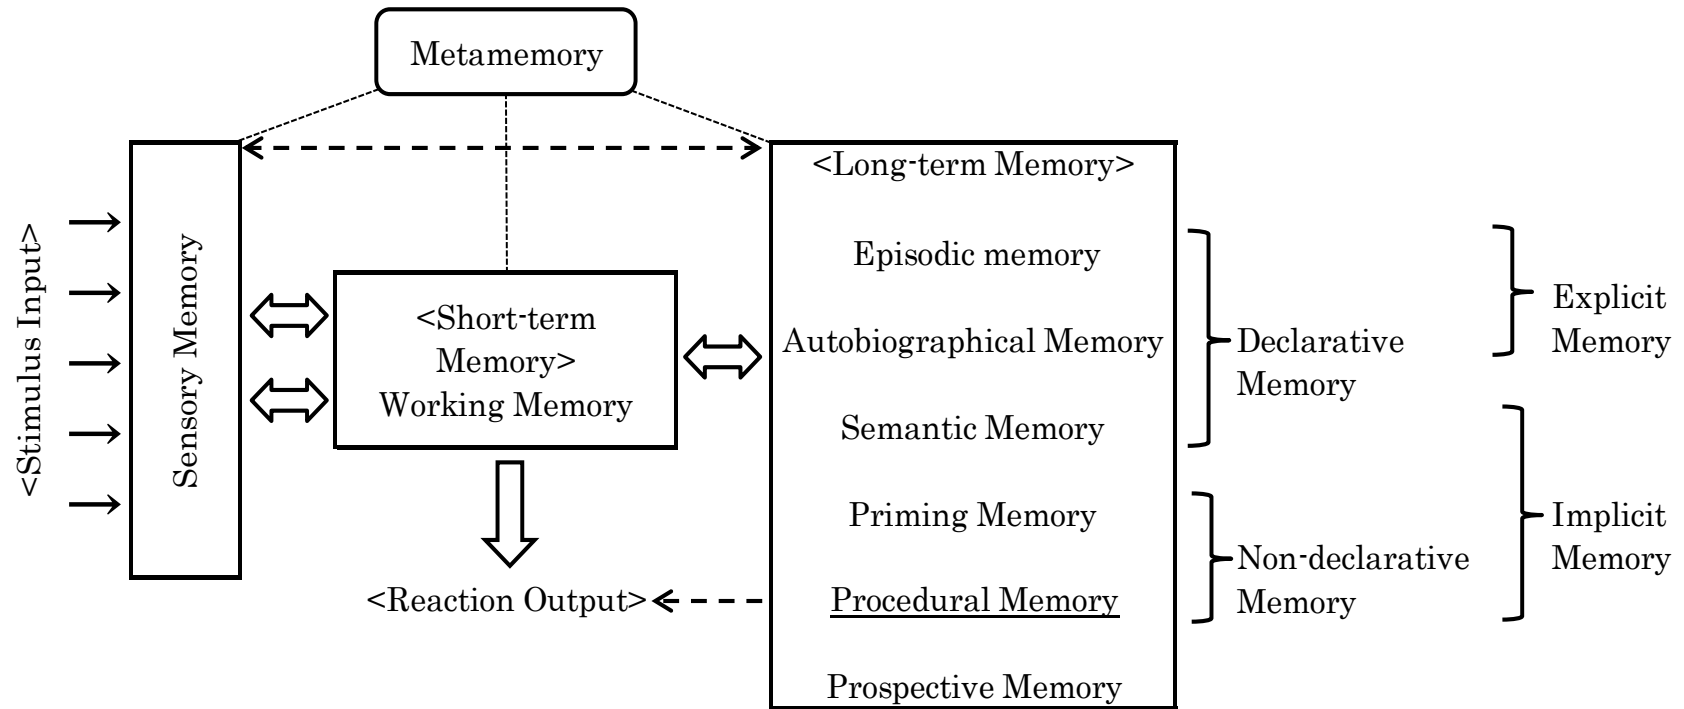 Metamemory
<Stimulus Input>
Sensory Memory
<Short-term
Memory>
Working Memory
<Reaction Output>
<Long-term Memory>
Episodic memory
Autobiographical Memory
Semantic Memory
Priming Memory
Procedural Memory
Prospective Memory
Declarative
Memory
Non-declarative
Memory
Explicit
Memory
Implicit
Memory